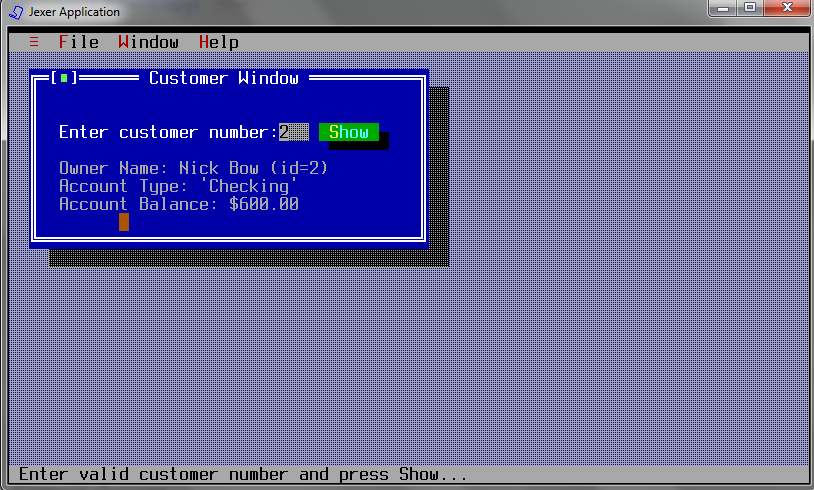 Jexer Application
File Window Help
Customer Window
Enter customer number:2 Show
Owner Name: Nick Bow (id=2)
Account Type: 'Checking'
Account Balance: $600.00
Enter valid customer number and press Show...